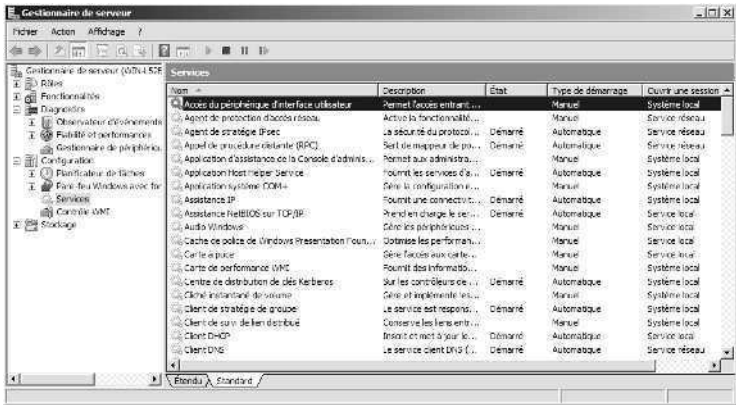 Gestionnaire de serveur
Fichier Action Affichage ?
Gestionnaire de serveur (WIN-L52E
Rôles
Fonctionnalités
Diagnostics
Observateur d'événements
Fiabilité et performances
Gestionnaire de périphériqu
Configuration
Planificateur de tâches
Pare-feu Windows avec for
Services
Contrôle WMI
Stockage
Services
Nom Description État Type de démarrage Ouvrir une session
Accès du périphérique d'interface utilisateur Permet l'accès entrant ... Manuel Système local
Agent de protection d'accès réseau Active la fonctionnalité... Manuel Service réseau
Agent de stratégie IPsec La sécurité du protocol... Démarré Automatique Service réseau
Appel de procédure distante (RPC) Sert de mappeur de po... Démarré Automatique Service réseau
Application d'assistance de la Console d'adminis... Permet aux administra... Manuel Système local
Application Host Helper Service Fournit les services d'a... Démarré Automatique Système local
Application système COM+ Gère la configuration e... Manuel Système local
Assistance IP Fournit une connectivit... Démarré Automatique Système local
Assistance NetBIOS sur TCP/IP Prend en charge le ser... Démarré Automatique Service local
Audio Windows Gère les périphériques ... Manuel Service local
Cache de police de Windows Presentation Foun... Optimise les performan... Manuel Service local
Carte à puce Gère l'accès aux carte... Manuel Service local
Carte de performance WMI Fournit des informatio... Manuel Système local
Centre de distribution de clés Kerberos Sur les contrôleurs de ... Démarré Automatique Système local
Cliché instantané de volume Gère et implémente les... Manuel Système local
Client de stratégie de groupe Le service est respons... Démarré Automatique Système local
Client de suivi de lien distribué Conserve les liens entr... Manuel Système local
Client DHCP Inscrit et met à jour le... Démarré Automatique Service local
Client DNS Le service client DNS (... Démarré Automatique Service réseau
Étendu Standard